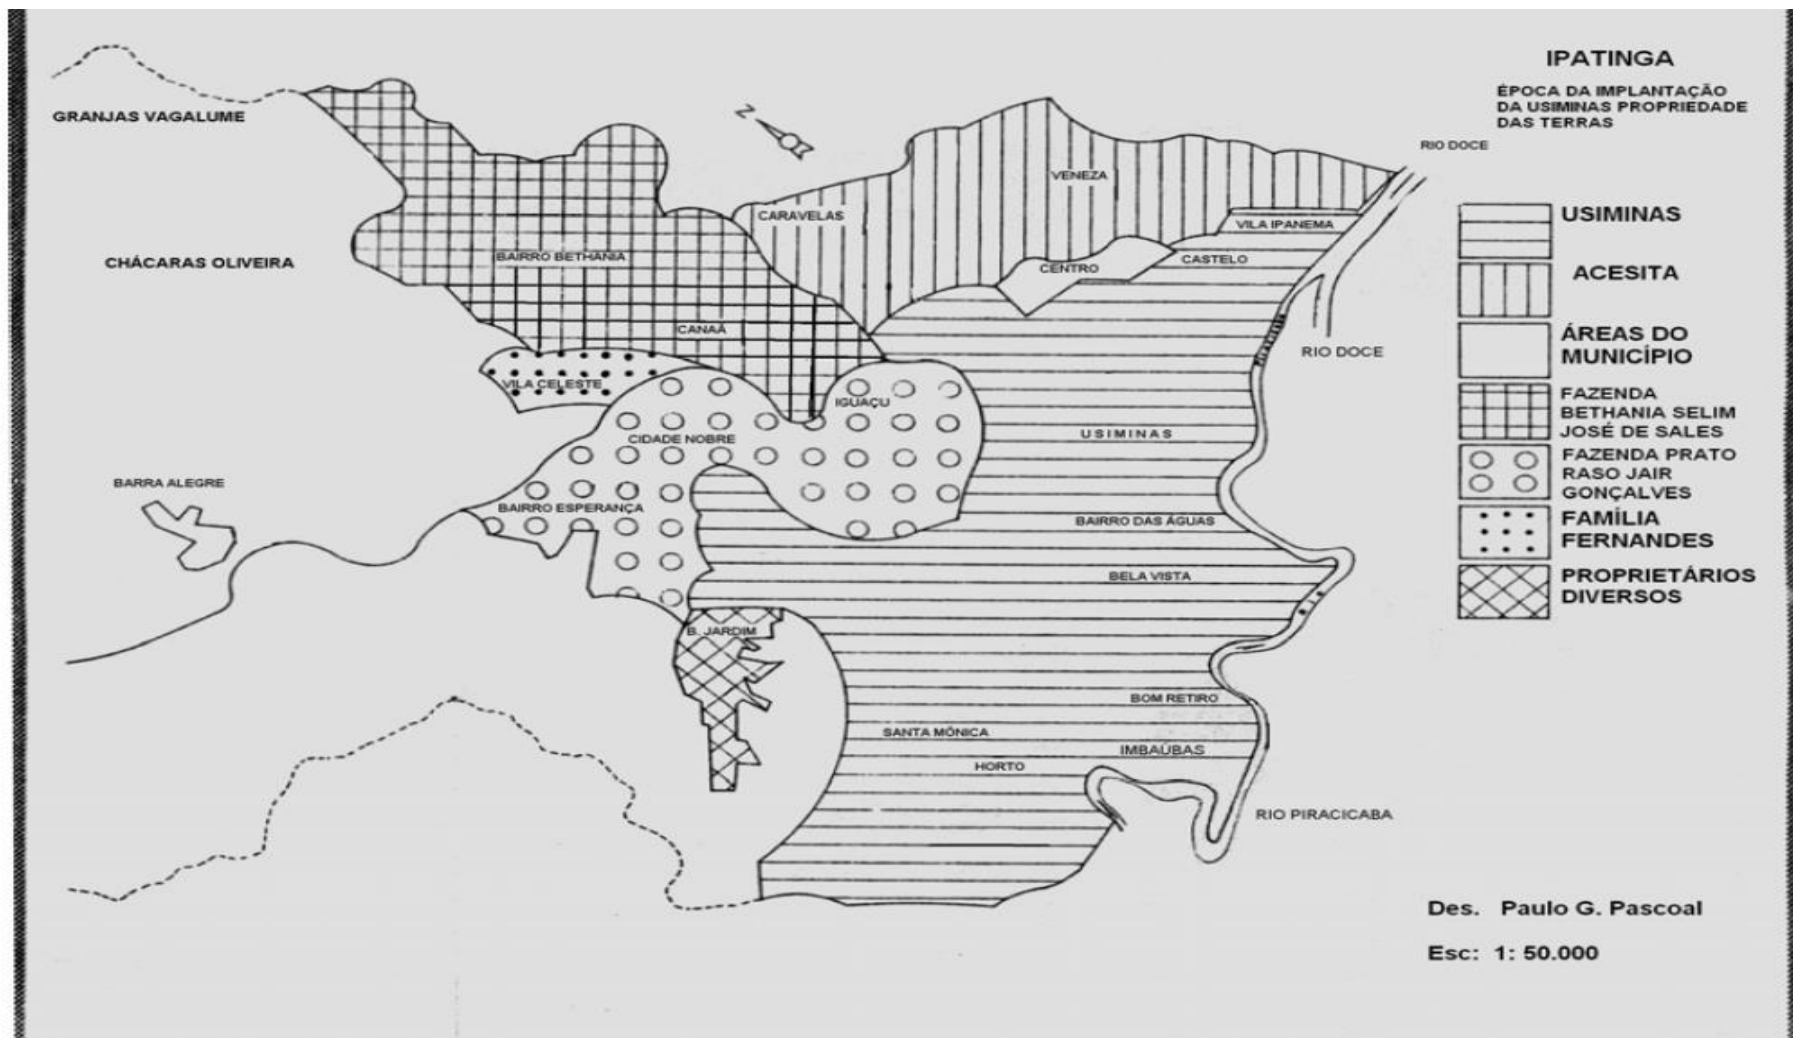 IPATINGA
ÉPOCA DA IMPLANTAÇÃO
DA USIMINAS PROPRIEDADE
DAS TERRAS
GRANJAS VAGALUME
CHÁCARAS OLIVEIRA
BARRA ALEGRE
N
BAIRRO BETHANIA
CANAÃ
VILA CELESTE
CARAVELAS
VENEZA
CENTRO
VILA IPANEMA
CASTELO
RIO DOCE
RIO DOCE
IGUAÇU
CIDADE NOBRE
BAIRRO ESPERANÇA
USIMINAS
BAIRRO DAS ÁGUAS
BELA VISTA
B. JARDIM
BOM RETIRO
SANTA MÔNICA
IMBAÚBAS
HORTO
RIO PIRACICABA
USIMINAS
ACESITA
ÁREAS DO
MUNICÍPIO
FAZENDA
BETHANIA SELIM
JOSÉ DE SALES
FAZENDA PRATO
RASO JAIR
GONÇALVES
FAMÍLIA
FERNANDES
PROPRIETÁRIOS
DIVERSOS
Des. Paulo G. Pascoal
Esc: 1: 50.000